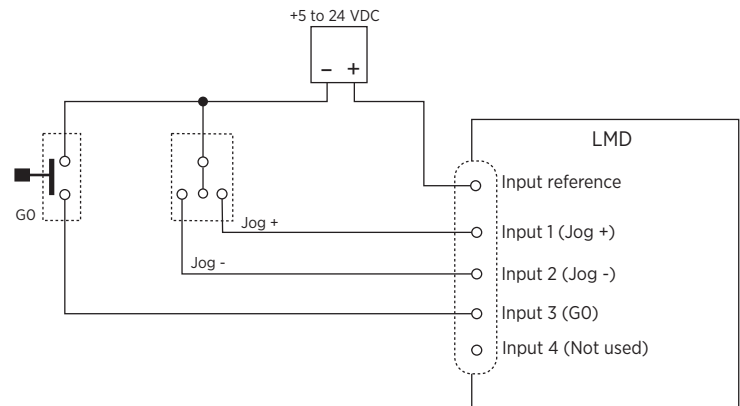 +5 to 24 VDC
– +
LMD
Input reference
G0
Jog +
Input 1 (Jog +)
Jog -
Input 2 (Jog -)
Input 3 (G0)
Input 4 (Not used)